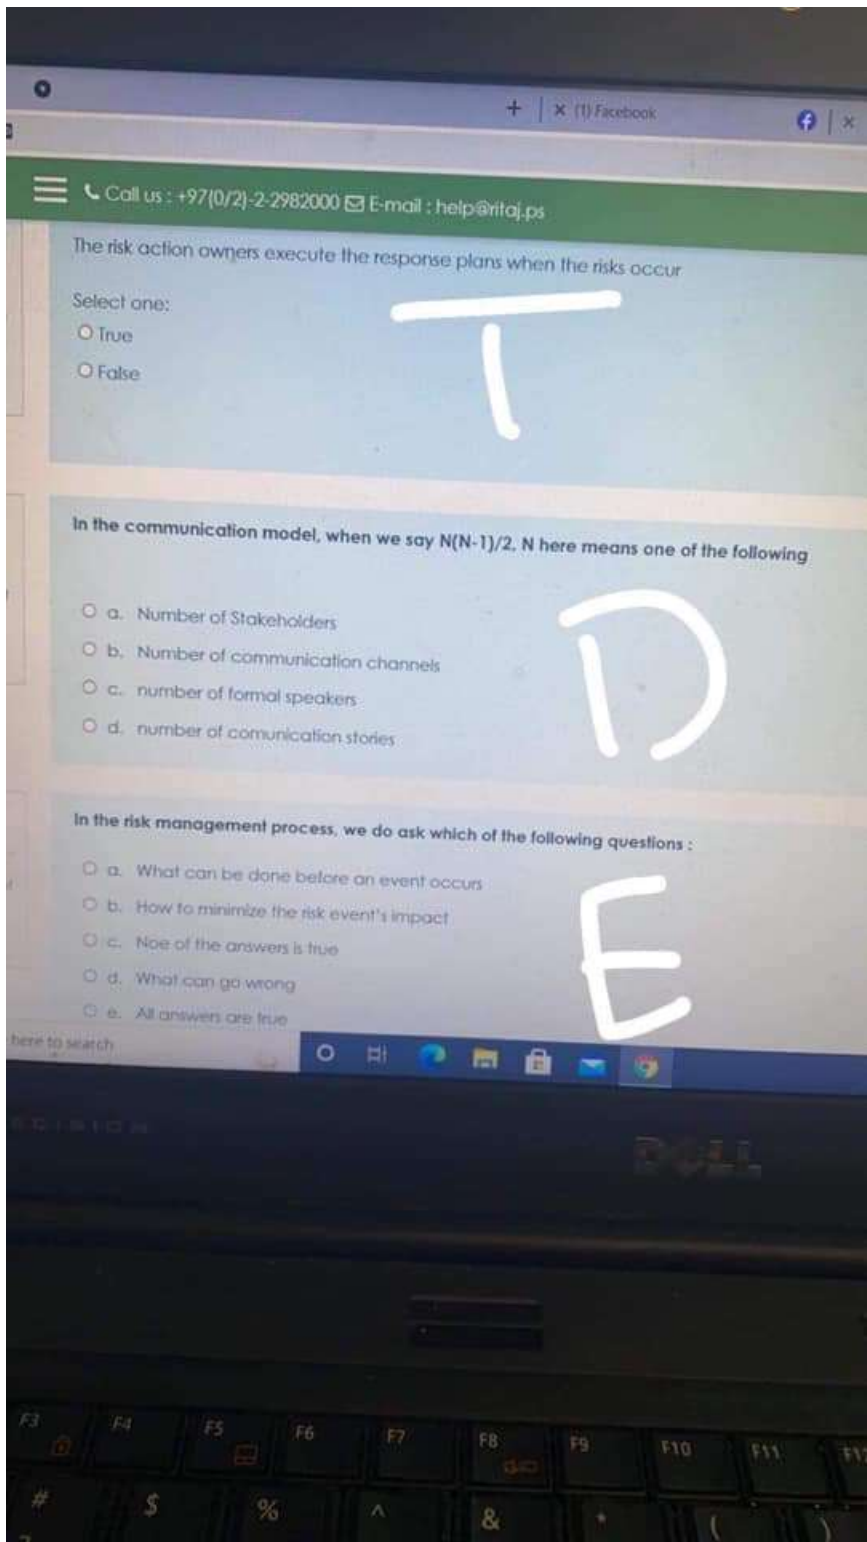 + | × (1) Facebook
Call us : +97(0/2)-2-2982000 E-mail : help@ritaj.ps
The risk action owners execute the response plans when the risks occur
Select one:
True
False
T
In the communication model, when we say N(N-1)/2, N here means one of the following
a. Number of Stakeholders
b. Number of communication channels
c. number of formal speakers
d. number of comunication stories
D
In the risk management process, we do ask which of the following questions :
a. What can be done before an event occurs
b. How to minimize the risk event's impact
c. Noe of the answers is true
d. What can go wrong
e. All answers are true
E
here to search
DELL
F3 F4 F5 F6 F7 F8 F9 F10 F11
# $ % ^ & * ( )